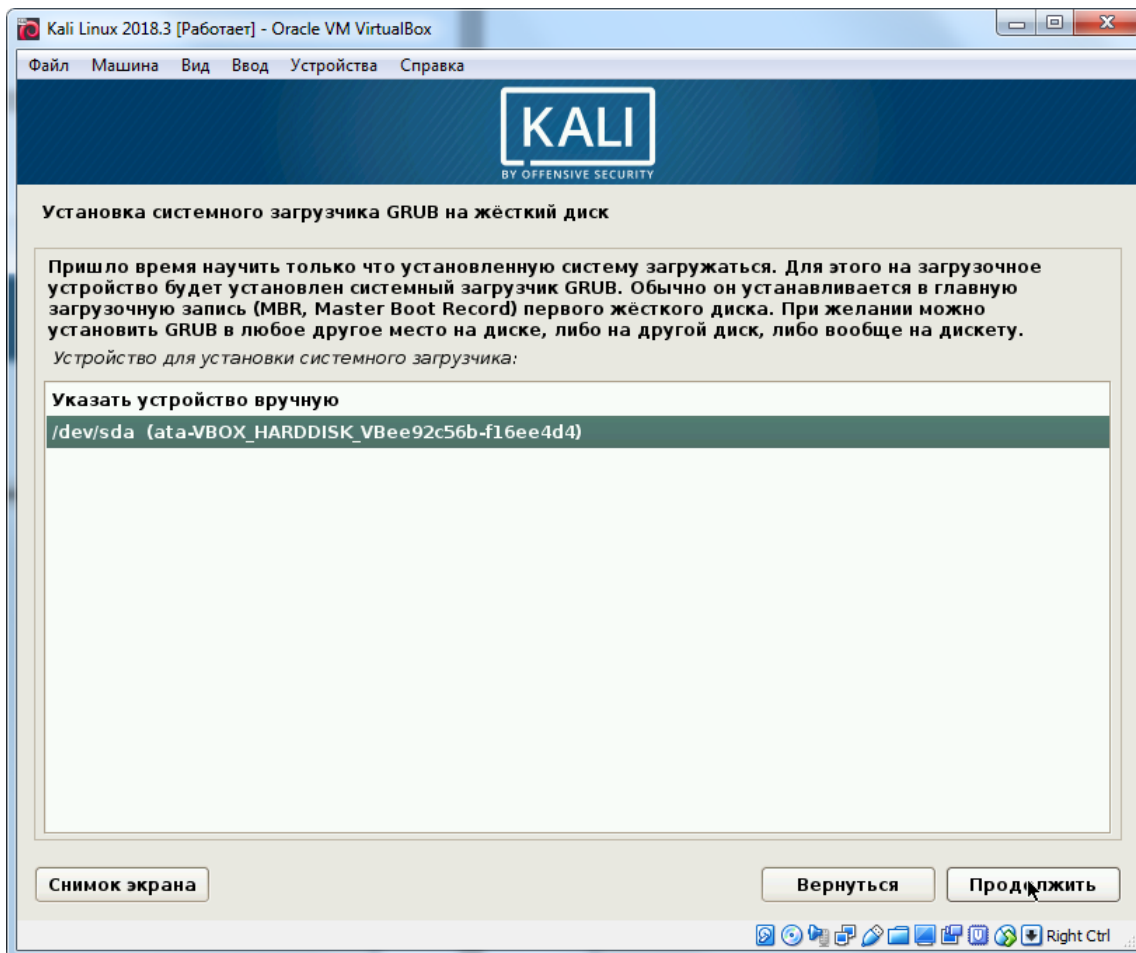 Kali Linux 2018.3 [Работает] - Oracle VM VirtualBox
Файл Машина Вид Ввод Устройства Справка
KALI
BY OFFENSIVE SECURITY
Установка системного загрузчика GRUB на жёсткий диск
Пришло время научить только что установленную систему загружаться. Для этого на загрузочное
устройство будет установлен системный загрузчик GRUB. Обычно он устанавливается в главную
загрузочную запись (MBR, Master Boot Record) первого жёсткого диска. При желании можно
установить GRUB в любое другое место на диске, либо на другой диск, либо вообще на дискету.
Устройство для установки системного загрузчика:
Указать устройство вручную
/dev/sda (ata-VBOX_HARDDISK_VBee92c56b-f16ee4d4)
Снимок экрана Вернуться Продолжить
Right Ctrl